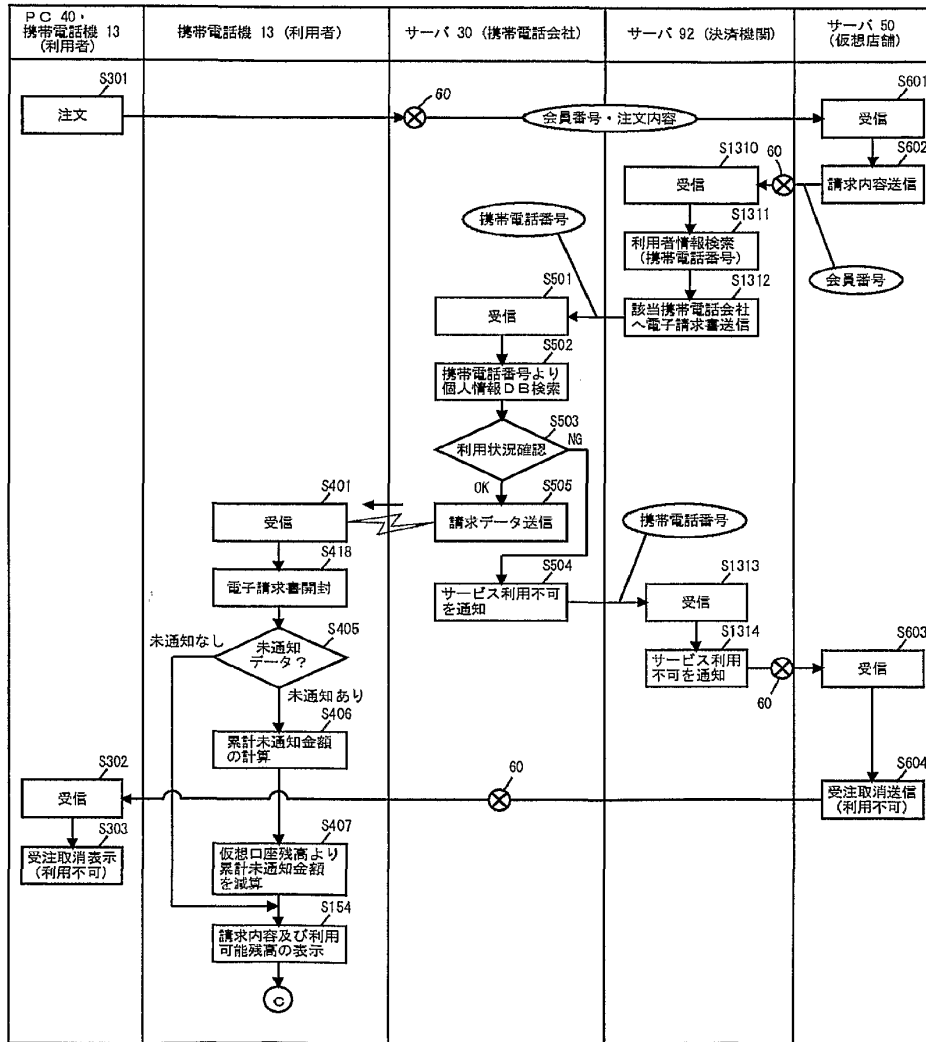 PC 40・
携帯電話機 13
(利用者)
携帯電話機 13 (利用者)
サーバ 30 (携帯電話会社)
サーバ 92 (決済機関)
サーバ 50
(仮想店舗)
S301
注文
60
会員番号・注文内容
S601
受信
S602
請求内容送信
60
会員番号
S1310
受信
S1311
利用者情報検索
(携帯電話番号)
S1312
該当携帯電話会社
へ電子請求書送信
携帯電話番号
S501
受信
S502
携帯電話番号より
個人情報DB検索
S503
利用状況確認
NG
OK
S505
請求データ送信
S401
受信
S418
電子請求書開封
S504
サービス利用不可
を通知
携帯電話番号
S1313
受信
S1314
サービス利用
不可を通知
60
S603
受信
S405
未通知
データ?
未通知なし
未通知あり
S406
累計未通知金額
の計算
S604
受注取消送信
(利用不可)
60
S302
受信
S303
受注取消表示
(利用不可)
S407
仮想口座残高より
累計未通知金額
を減算
S154
請求内容及び利用
可能残高の表示
C